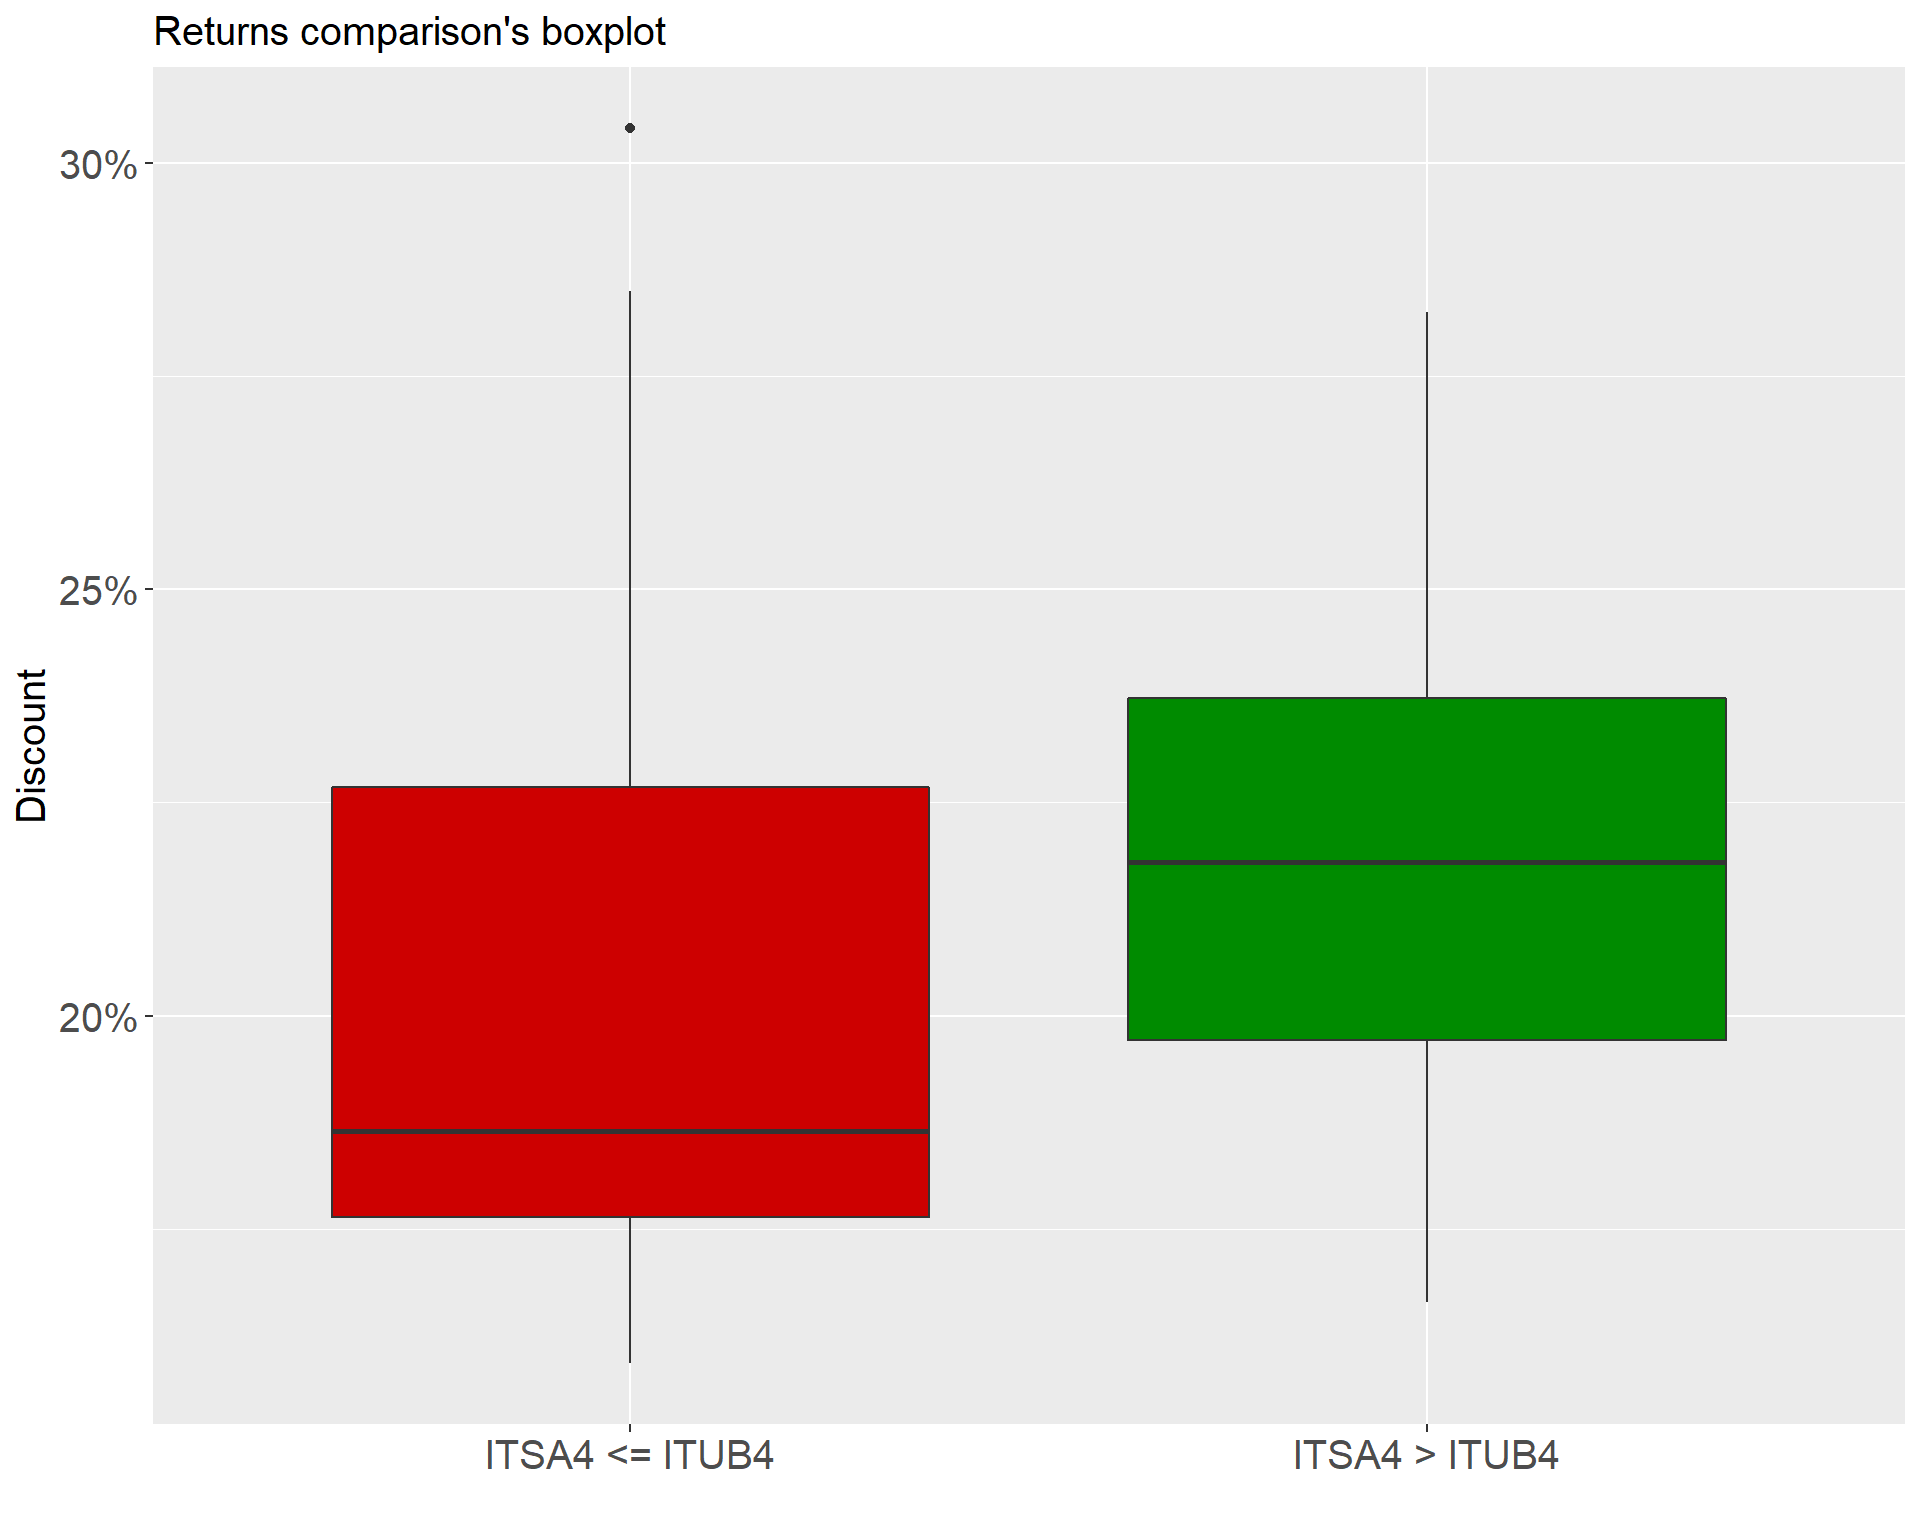 Returns comparison's boxplot
30%
25%
20%
Discount
ITSA4 <= ITUB4
ITSA4 > ITUB4